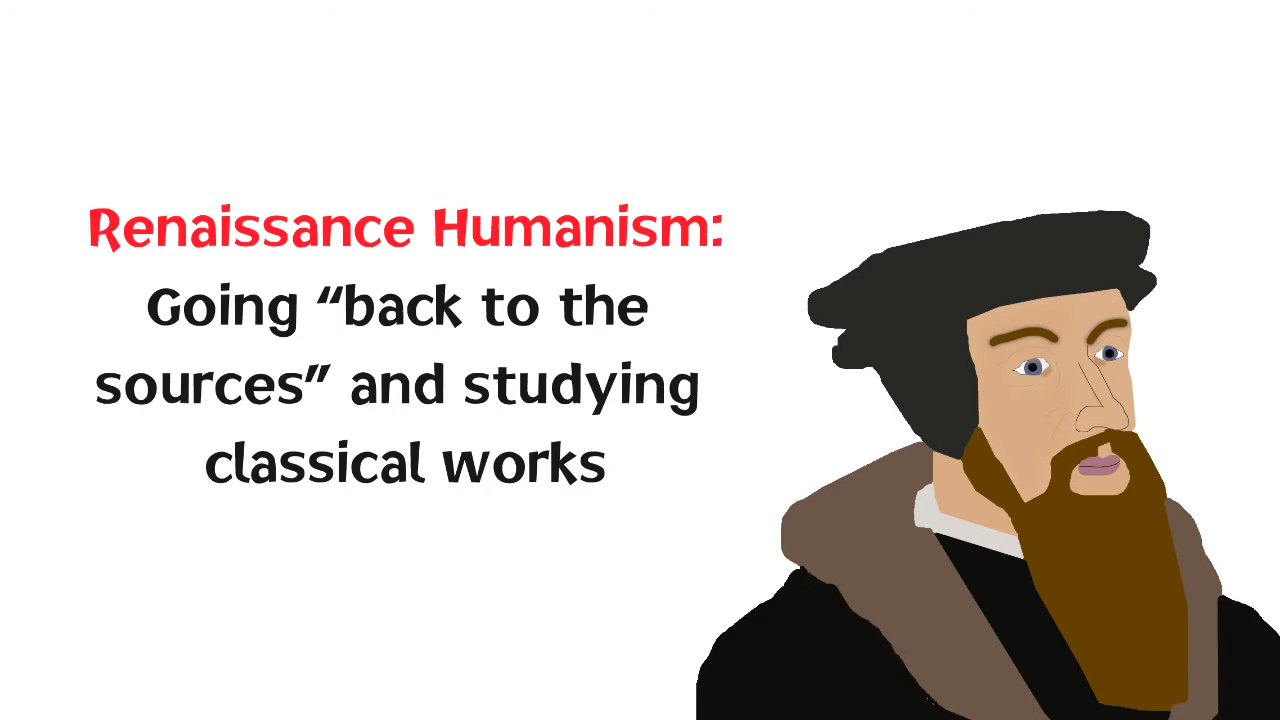 Renaissance Humanism:
Going “back to the
sources” and studying
classical works